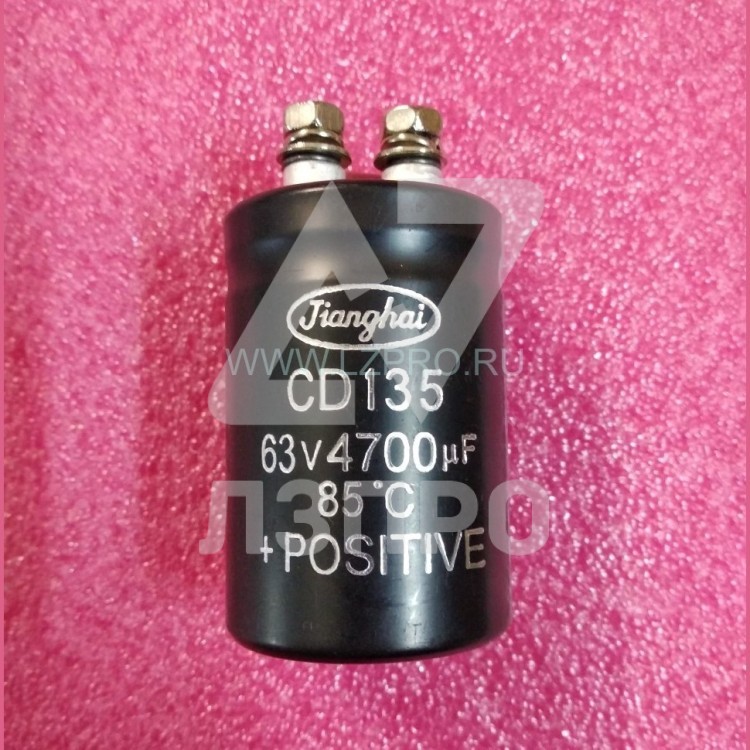 Jianghai
WWW.LZPRO.RU
CD135
63V4700µF
85°C
ЛЗПРО
+POSITIVE